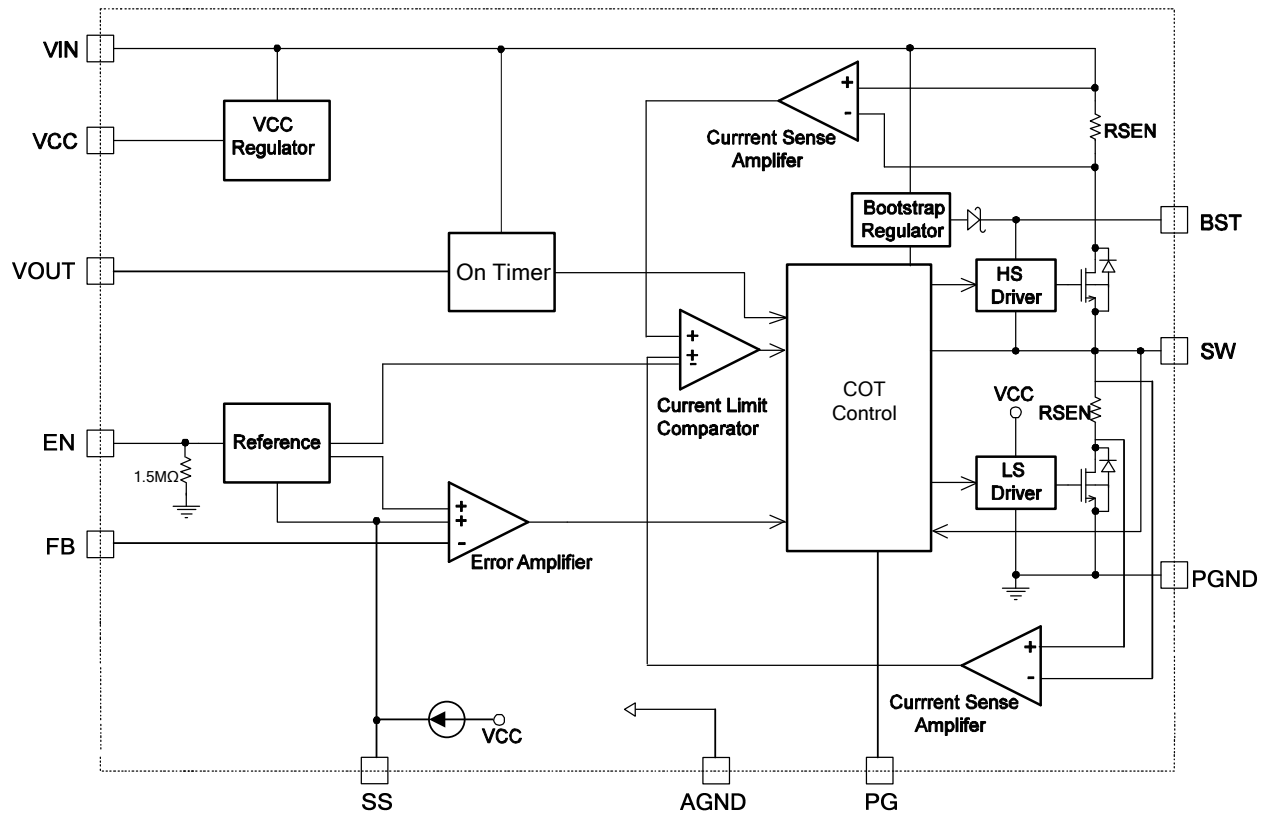 VIN
VCC
VCC
Regulator
+
-
Currrent Sense
Amplifer
RSEN
Bootstrap
Regulator
BST
VOUT
On Timer
HS
Driver
+
+
-
SW
COT
Control
Current Limit
Comparator
VCC
RSEN
EN
Reference
1.5MΩ
LS
Driver
+
+
-
FB
Error Amplifier
PGND
+
-
Currrent Sense
Amplifer
VCC
SS
AGND
PG